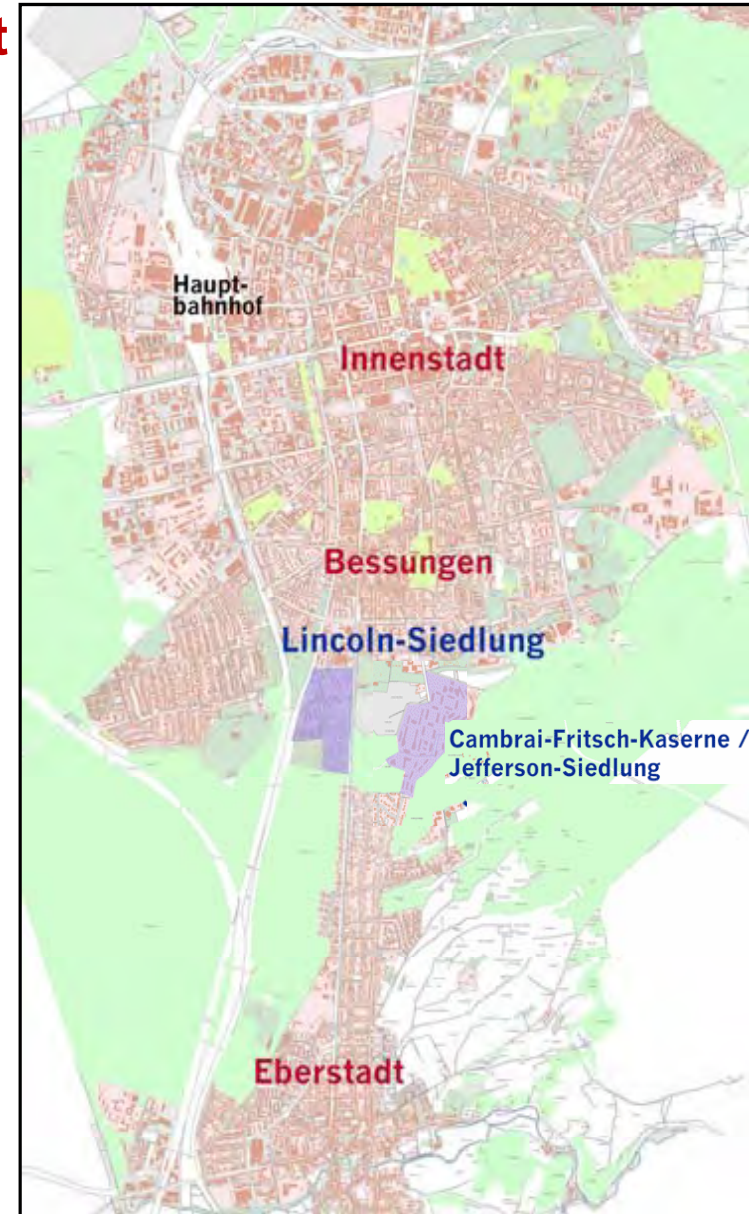 t
Haupt-
bahnhof
Innenstadt
Bessungen
Lincoln-Siedlung
Cambrai-Fritsch-Kaserne /
Jefferson-Siedlung
Eberstadt